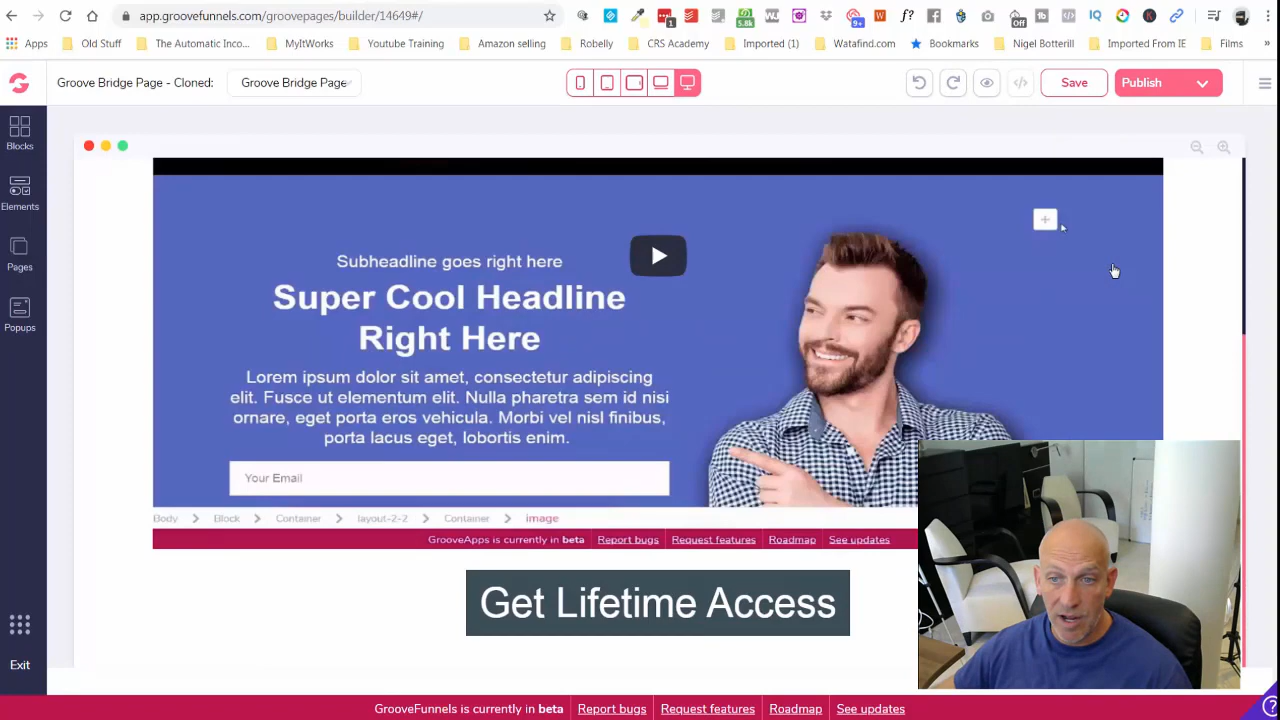 app.groovefunnels.com/groovepages/builder/14649#/
Apps Old Stuff The Automatic Inco... MyItWorks Youtube Training Amazon selling Robelly CRS Academy Imported (1) Watafind.com Bookmarks Nigel Botterill Imported From IE Films »
Groove Bridge Page - Cloned: Groove Bridge Page Save Publish
Blocks
Elements
Pages
Popups
Exit
Subheadline goes right here
Super Cool Headline
Right Here
Lorem ipsum dolor sit amet, consectetur adipiscing
elit. Fusce ut elementum elit. Nulla pharetra sem id nisi
ornare, eget porta eros vehicula. Morbi vel nisl finibus,
porta lacus eget, lobortis enim.
Your Email
Body Block Container layout-2-2 Container image
GrooveApps is currently in beta Report bugs Request features Roadmap See updates
Get Lifetime Access
GrooveFunnels is currently in beta Report bugs Request features Roadmap See updates